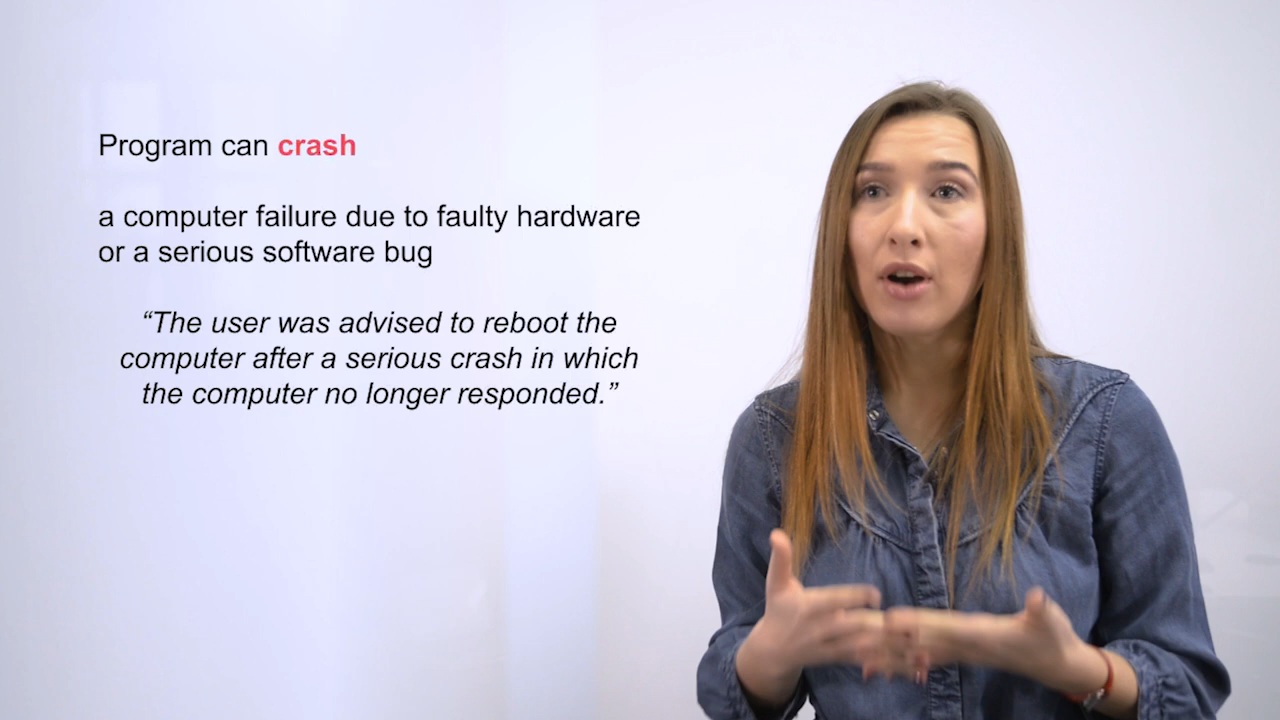 Program can crash
a computer failure due to faulty hardware
or a serious software bug
“The user was advised to reboot the
computer after a serious crash in which
the computer no longer responded.”